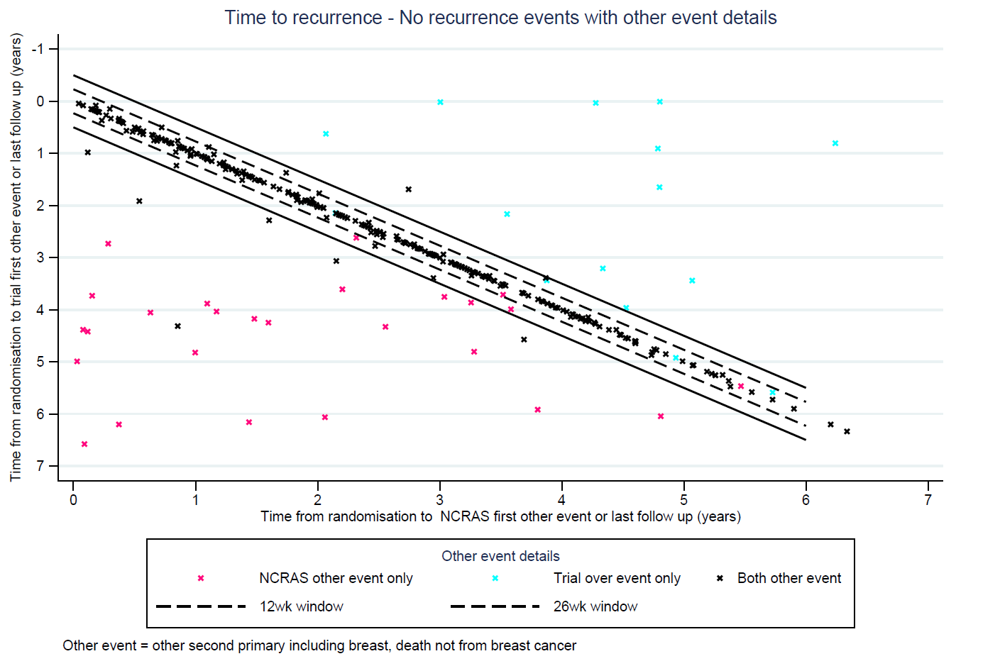 Time to recurrence - No recurrence events with other event details
Time from randomisation to trial first other event or last follow up (years)
-1
0
1
2
3
4
5
6
7
0 1 2 3 4 5 6 7
Time from randomisation to  NCRAS first other event or last follow up (years)
Other event details
NCRAS other event only Trial over event only Both other event
12wk window 26wk window
Other event = other second primary including breast, death not from breast cancer